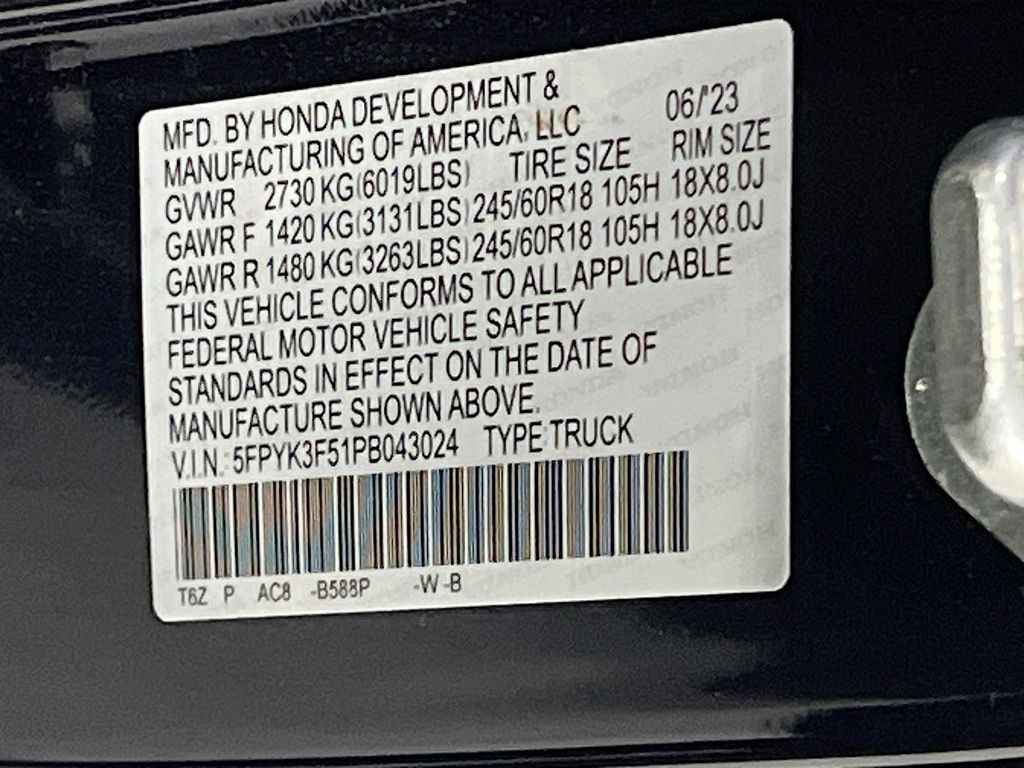 MFD. BY HONDA DEVELOPMENT &
MANUFACTURING OF AMERICA, LLC 06/'23
GVWR 2730 KG(6019LBS) TIRE SIZE RIM SIZE
GAWR F 1420 KG(3131LBS) 245/60R18 105H 18X8.0J
GAWR R 1480 KG(3263LBS) 245/60R18 105H 18X8.0J
THIS VEHICLE CONFORMS TO ALL APPLICABLE
FEDERAL MOTOR VEHICLE SAFETY
STANDARDS IN EFFECT ON THE DATE OF
MANUFACTURE SHOWN ABOVE.
V.I.N.: 5FPYK3F51PB043024 TYPE:TRUCK
T6Z P AC8 -B588P -W -B